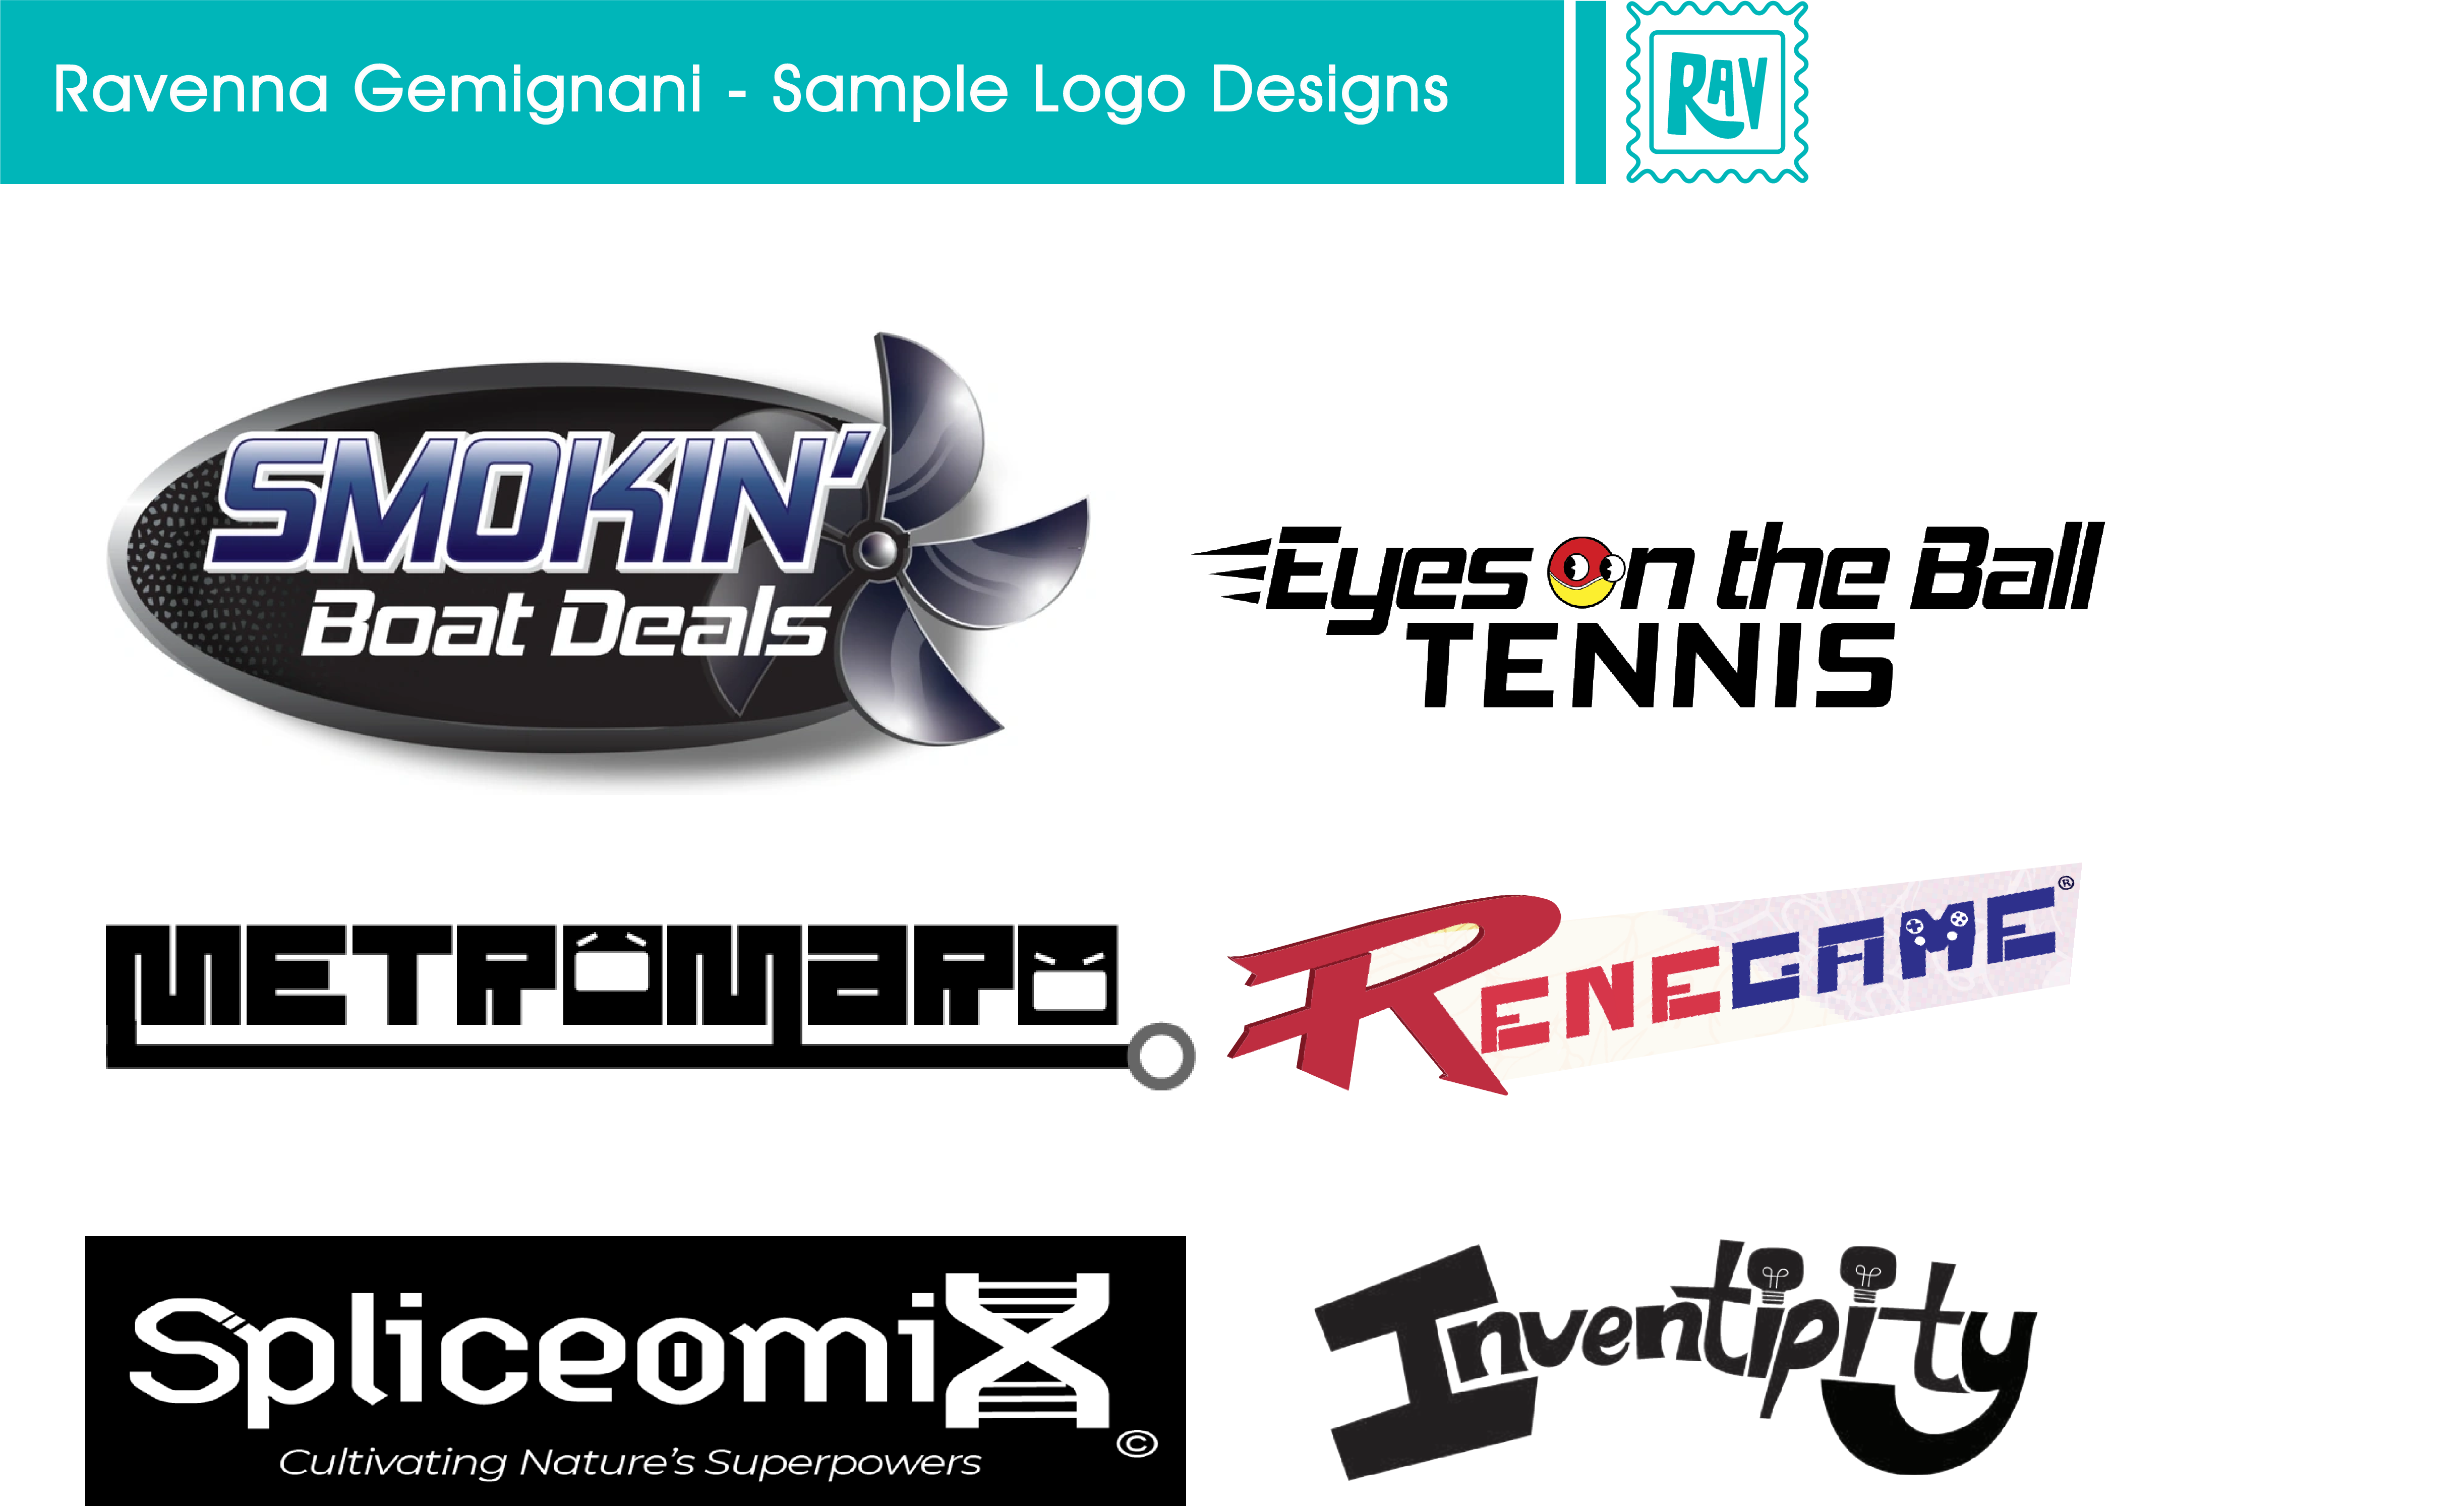 Ravenna Gemignani - Sample Logo Designs
RAV
SMOKIN'
Boat Deals
Eyes on the Ball
TENNIS
METRONBRO
RENEGAME®
SpliceomiX
©
Cultivating Nature's Superpowers
Inventipity